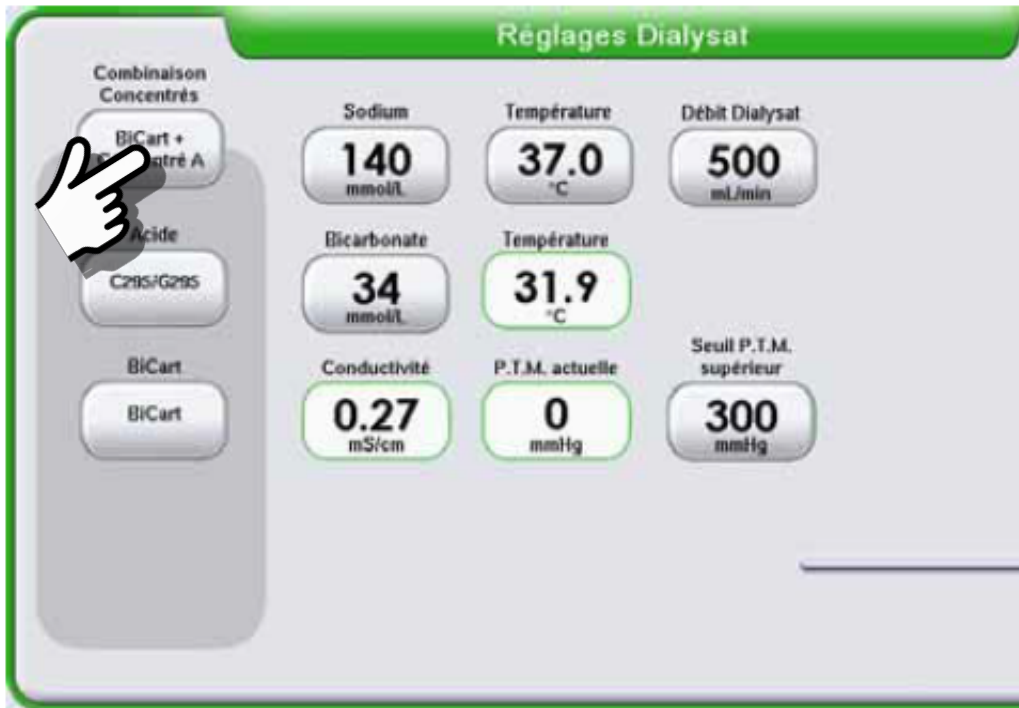 Réglages Dialysat
Combinaison
Concentrés
BiCart +
Concentré A
Acide
C295/G295
BiCart
BiCart
Sodium
140
mmol/L
Température
37.0
°C
Débit Dialysat
500
mL/min
Bicarbonate
34
mmol/L
Température
31.9
°C
Conductivité
0.27
mS/cm
P.T.M. actuelle
0
mmHg
Seuil P.T.M.
supérieur
300
mmHg